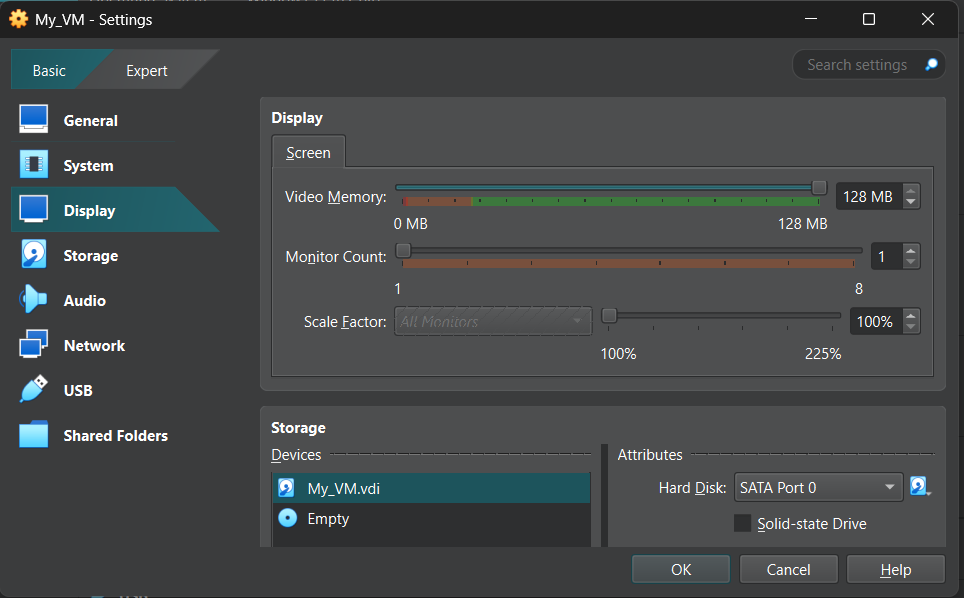 My_VM - Settings
Basic
Expert
Search settings
General
System
Display
Storage
Audio
Network
USB
Shared Folders
Display
Screen
Video Memory:
128 MB
0 MB
128 MB
Monitor Count:
1
1
8
Scale Factor:
All Monitors
100%
100%
225%
Storage
Devices
My_VM.vdi
Empty
Attributes
Hard Disk:
SATA Port 0
Solid-state Drive
OK
Cancel
Help